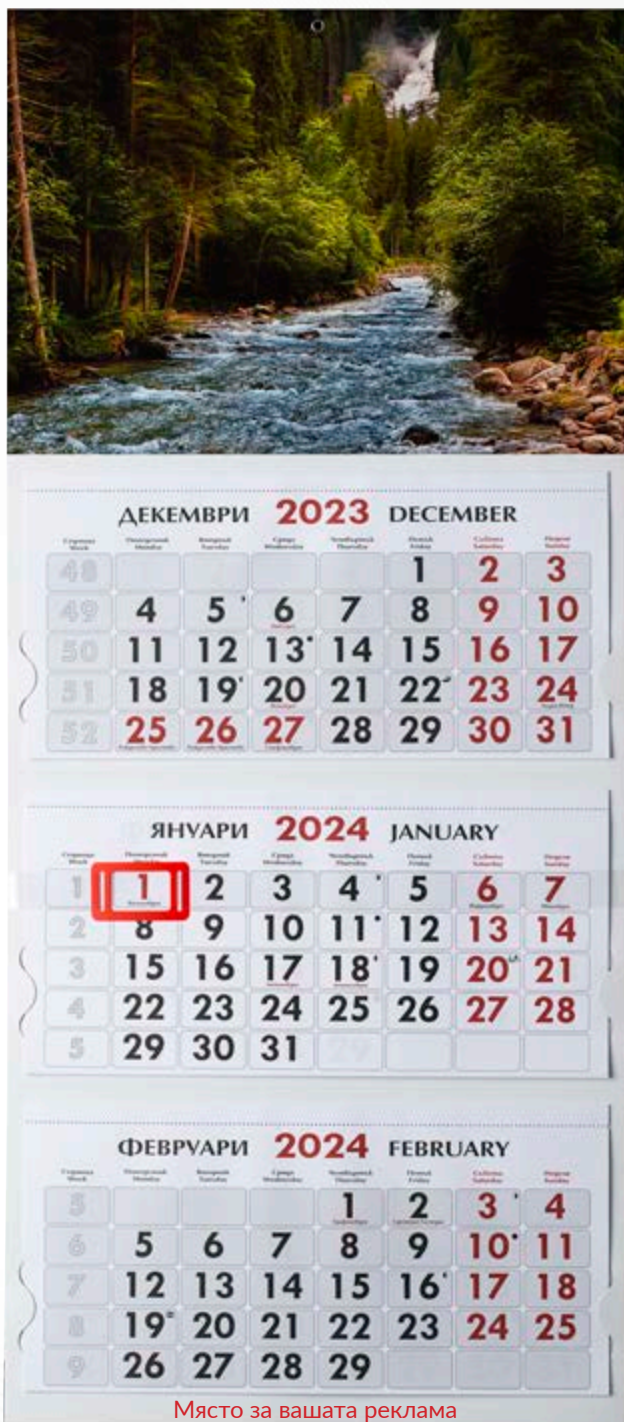 ДЕКЕМВРИ 2023 DECEMBER
48 1 2 3
49 4 5 6 7 8 9 10
50 11 12 13 14 15 16 17
51 18 19 20 21 22 23 24
52 25 26 27 28 29 30 31
ЯНУАРИ 2024 JANUARY
1 1 2 3 4 5 6 7
2 8 9 10 11 12 13 14
3 15 16 17 18 19 20 21
4 22 23 24 25 26 27 28
5 29 30 31
ФЕВРУАРИ 2024 FEBRUARY
5 1 2 3 4
6 5 6 7 8 9 10 11
7 12 13 14 15 16 17 18
8 19 20 21 22 23 24 25
9 26 27 28 29
Място за вашата реклама